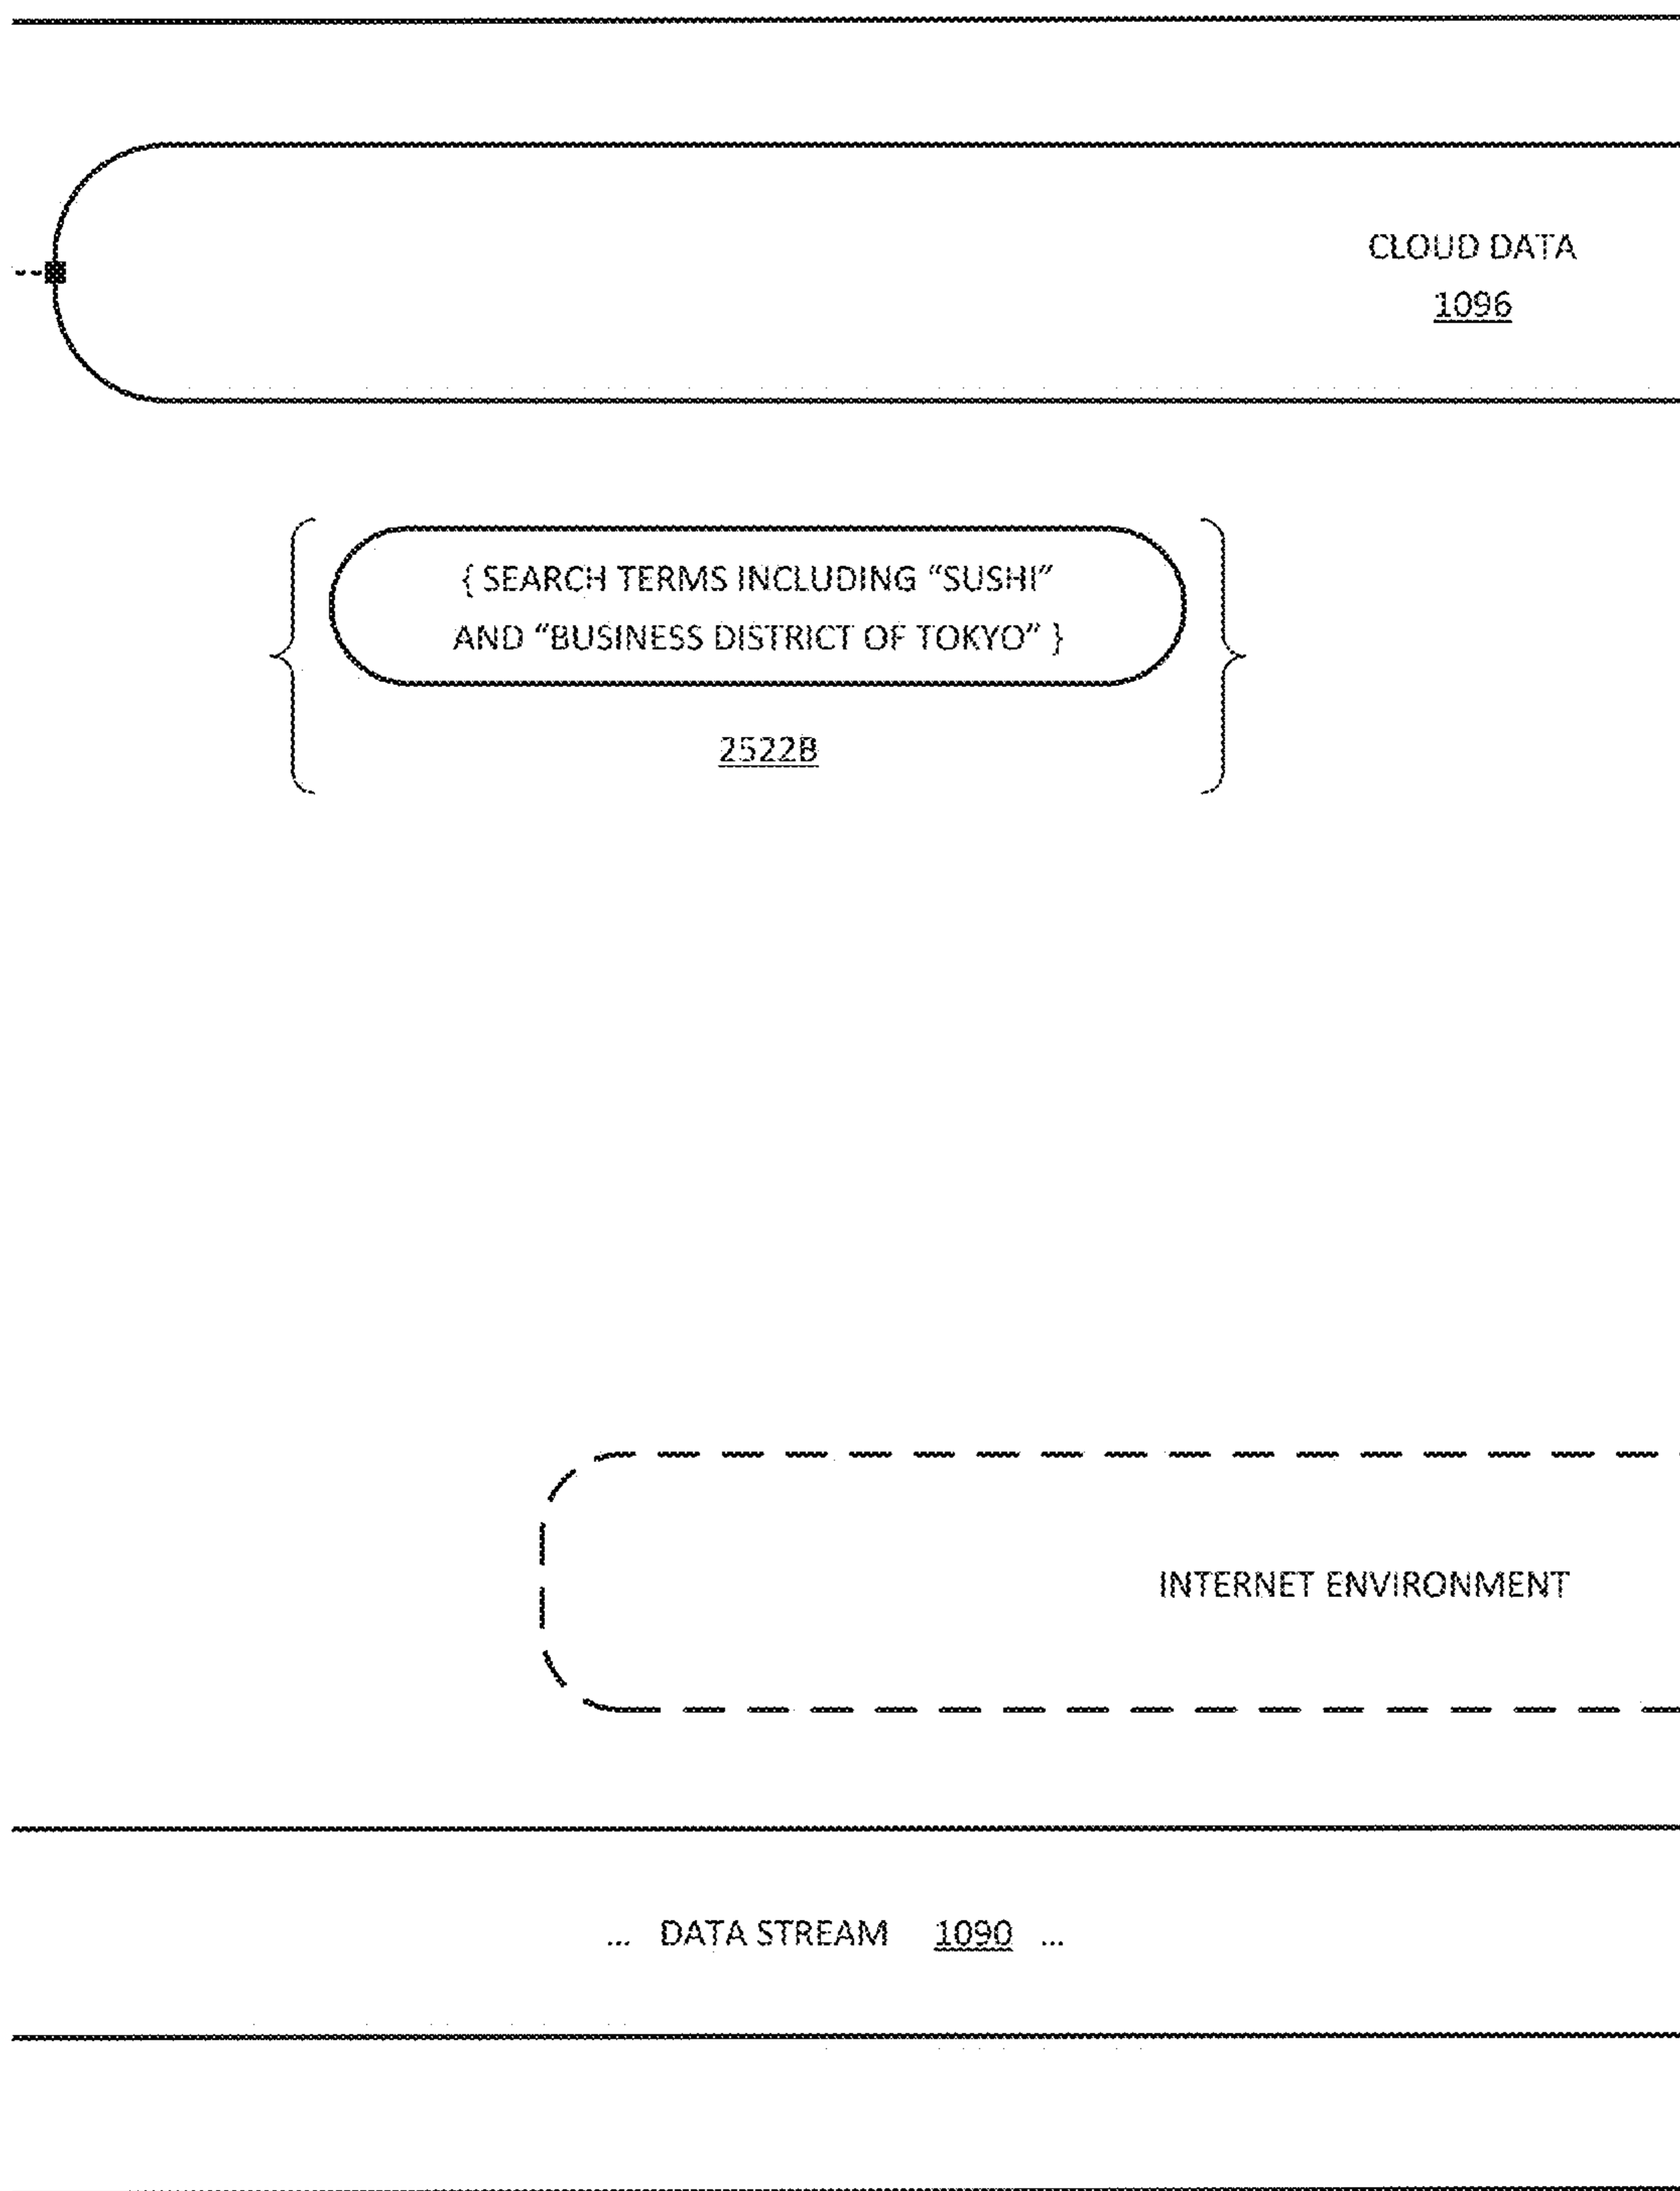 CLOUD DATA
1096
{ SEARCH TERMS INCLUDING “SUSHI”
AND “BUSINESS DISTRICT OF TOKYO” }
2522B
INTERNET ENVIRONMENT
... DATA STREAM 1090 ...